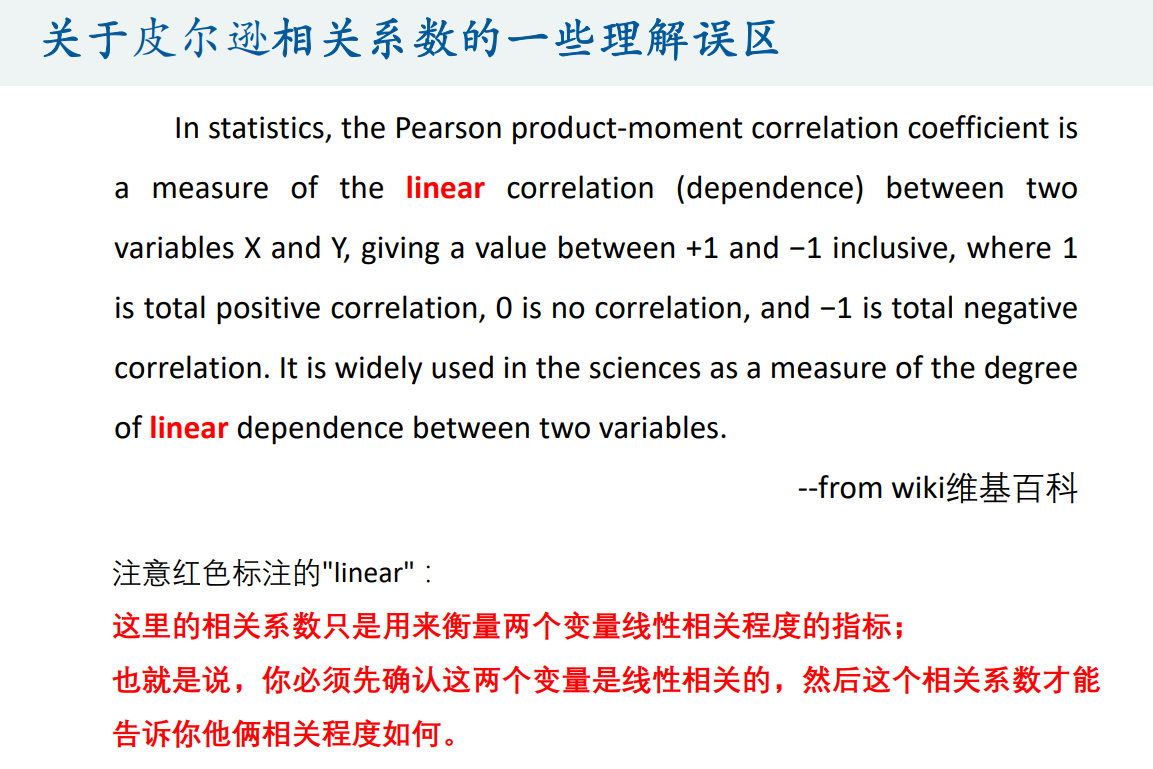 关于皮尔逊相关系数的一些理解误区
In statistics, the Pearson product-moment correlation coefficient is
a measure of the linear correlation (dependence) between two
variables X and Y, giving a value between +1 and −1 inclusive, where 1
is total positive correlation, 0 is no correlation, and −1 is total negative
correlation. It is widely used in the sciences as a measure of the degree
of linear dependence between two variables.
--from wiki维基百科
注意红色标注的"linear"：
这里的相关系数只是用来衡量两个变量线性相关程度的指标；
也就是说，你必须先确认这两个变量是线性相关的，然后这个相关系数才能
告诉你他俩相关程度如何。